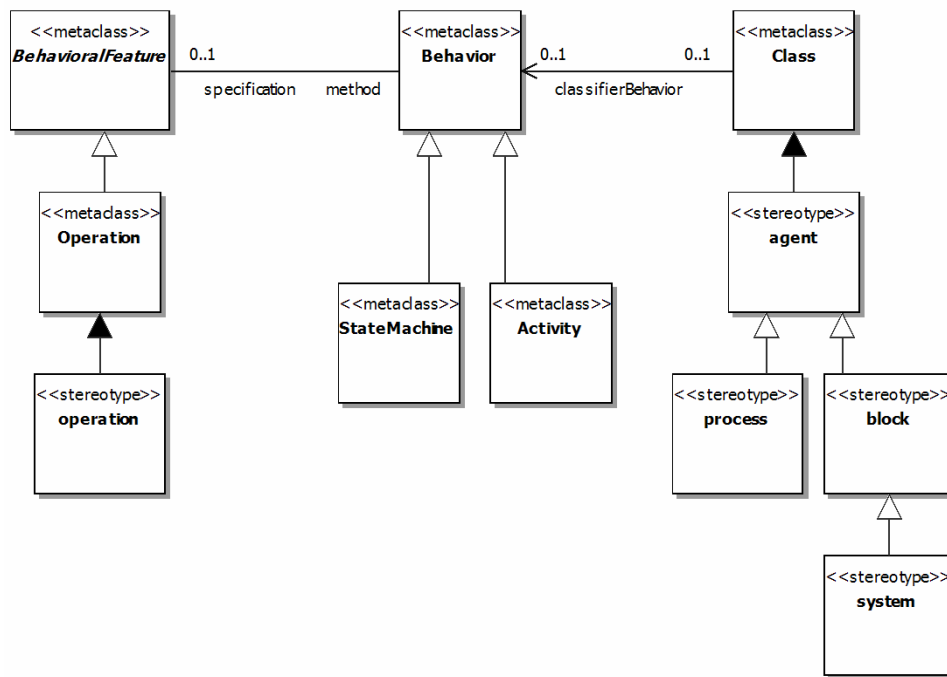 <<metaclass>>
BehavioralFeature
0..1
specification
method
<<metaclass>>
Behavior
0..1
classifierBehavior
0..1
<<metaclass>>
Class
<<metaclass>>
Operation
<<stereotype>>
agent
<<metaclass>>
StateMachine
<<metaclass>>
Activity
<<stereotype>>
operation
<<stereotype>>
process
<<stereotype>>
block
<<stereotype>>
system